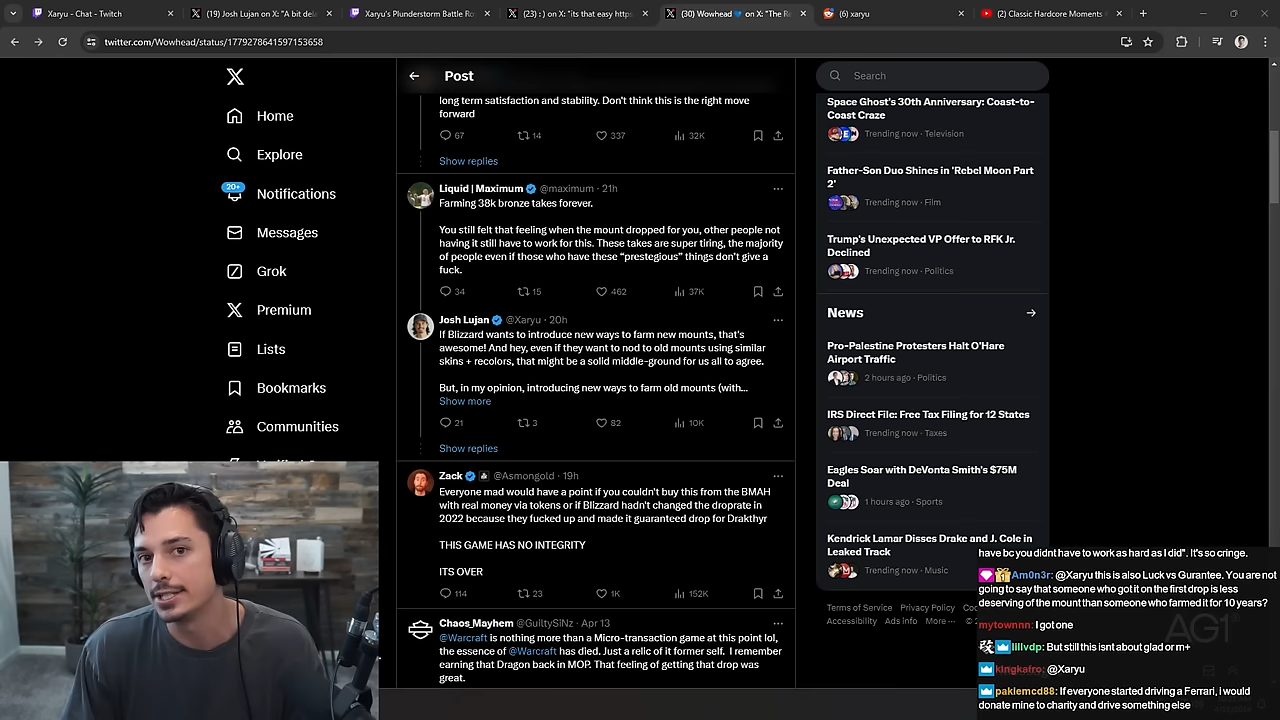 Xaryu - Chat - Twitch
(19) Josh Lujan on X: "A bit del
Xaryu's Plunderstorm Battle Ro
(23) : ) on X: "its that easy http
(30) Wowhead 💙 on X: "The Re
(6) xaryu
(2) Classic Hardcore Moments
twitter.com/Wowhead/status/1779278641597153658
Home
Explore
20+
Notifications
Messages
Grok
Premium
Lists
Bookmarks
Communities
Post
long term satisfaction and stability. Don't think this is the right move
forward
67 14 337 32K
Show replies
Liquid | Maximum @maximum · 21h
Farming 38k bronze takes forever.
You still felt that feeling when the mount dropped for you, other people not
having it still have to work for this. These takes are super tiring, the majority
of people even if those who have these “prestegious” things don't give a
fuck.
34 15 462 37K
Josh Lujan @Xaryu · 20h
If Blizzard wants to introduce new ways to farm new mounts, that's
awesome! And hey, even if they want to nod to old mounts using similar
skins + recolors, that might be a solid middle-ground for us all to agree.
But, in my opinion, introducing new ways to farm old mounts (with...
Show more
21 3 82 10K
Show replies
Zack @Asmongold · 19h
Everyone mad would have a point if you couldn't buy this from the BMAH
with real money via tokens or if Blizzard hadn't changed the droprate in
2022 because they fucked up and made it guaranteed drop for Drakthyr
THIS GAME HAS NO INTEGRITY
ITS OVER
114 23 1K 152K
Chaos_Mayhem @GuiltySiNz · Apr 13
@Warcraft is nothing more than a Micro-transaction game at this point lol,
the essence of @Warcraft has died. Just a relic of it former self. I remember
earning that Dragon back in MOP. That feeling of getting that drop was
great.
Search
Space Ghost's 30th Anniversary: Coast-to-
Coast Craze
Trending now · Television
Father-Son Duo Shines in 'Rebel Moon Part
2'
Trending now · Film
Trump's Unexpected VP Offer to RFK Jr.
Declined
Trending now · Politics
News
Pro-Palestine Protesters Halt O'Hare
Airport Traffic
2 hours ago · Politics
IRS Direct File: Free Tax Filing for 12 States
Trending now · Taxes
Eagles Soar with DeVonta Smith's $75M
Deal
1 hours ago · Sports
Kendrick Lamar Disses Drake and J. Cole in
Leaked Track
Trending now · Music
Terms of Service Privacy Policy Coo
Accessibility Ads info More ··· © 2
have bc you didnt have to work as hard as I did". It's so cringe.
Am0n3r: @Xaryu this is also Luck vs Gurantee. You are not
going to say that someone who got it on the first drop is less
deserving of the mount than someone who farmed it for 10 years?
mytownnn: I got one
lillvdp: But still this isnt about glad or m+
kingkafro: @Xaryu
pakiemcd88: If everyone started driving a Ferrari, i would
donate mine to charity and drive something else
AG1